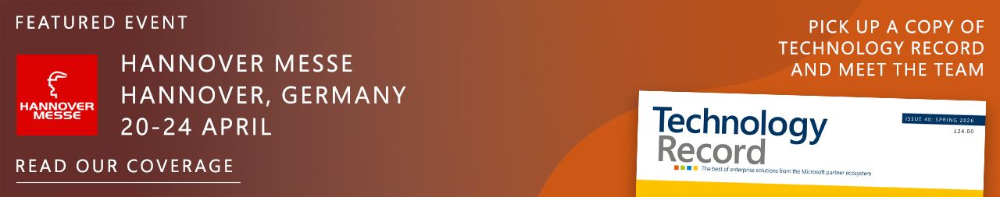 FEATURED EVENT
HANNOVER MESSE
HANNOVER MESSE
HANNOVER, GERMANY
20-24 APRIL
READ OUR COVERAGE
PICK UP A COPY OF
TECHNOLOGY RECORD
AND MEET THE TEAM
Technology
Record
ISSUE 40: SPRING 2026
£24.00
The best of enterprise solutions from the Microsoft partner ecosystem